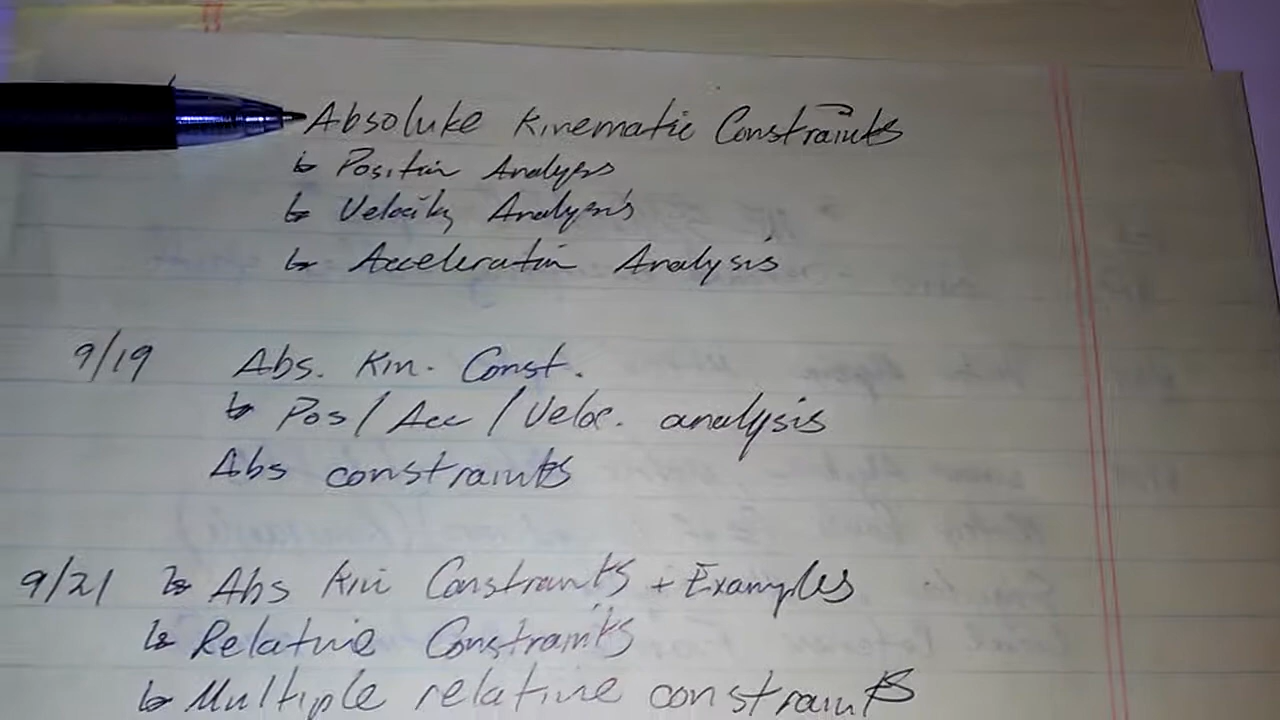 Absolute Kinematic Constraints
↳ Position Analysis
↳ Velocity Analysis
↳ Acceleration Analysis
9/19 Abs. Kin. Const.
↳ Pos / Acc / Veloc. analysis
Abs constraints
9/21 ↳ Abs Kin Constraints + Examples
↳ Relative Constraints
↳ Multiple relative constraints